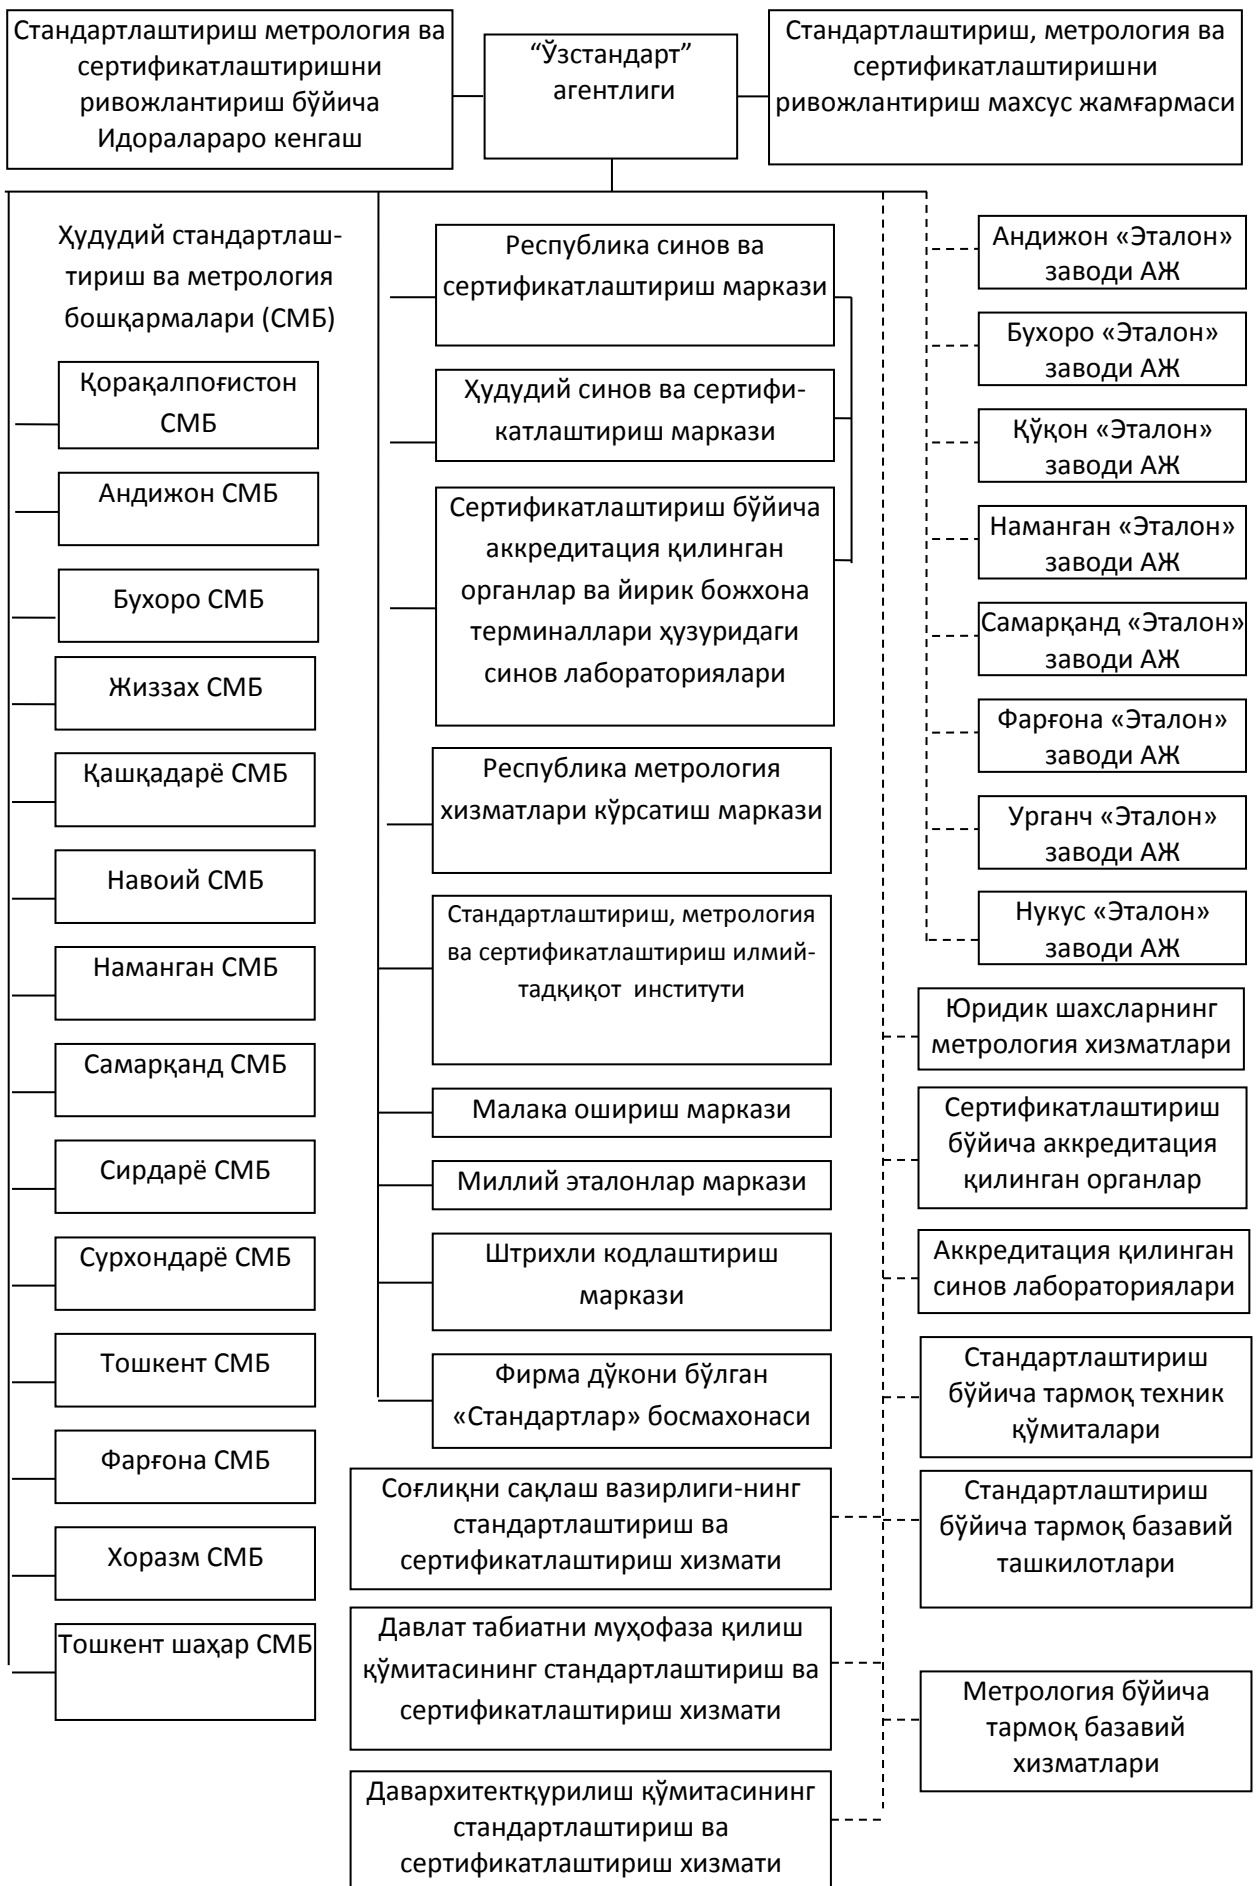 Стандартлаштириш метрология ва
сертификатлаштиришни
ривожлантириш бўйича
Идоралараро кенгаш
“Ўзстандарт”
агентлиги
Стандартлаштириш, метрология ва
сертификатлаштиришни
ривожлантириш махсус жамғармаси
Ҳудудий стандартлаш-
тириш ва метрология
бошқармалари (СМБ)
Қорақалпоғистон
СМБ
Андижон СМБ
Бухоро СМБ
Жиззах СМБ
Қашқадарё СМБ
Навоий СМБ
Наманган СМБ
Самарқанд СМБ
Сирдарё СМБ
Сурхондарё СМБ
Тошкент СМБ
Фарғона СМБ
Хоразм СМБ
Тошкент шаҳар СМБ
Республика синов ва
сертификатлаштириш маркази
Ҳудудий синов ва сертифи-
катлаштириш маркази
Сертификатлаштириш бўйича
аккредитация қилинган
органлар ва йирик божхона
терминаллари ҳузуридаги
синов лабораториялари
Республика метрология
хизматлари кўрсатиш маркази
Стандартлаштириш, метрология
ва сертификатлаштириш илмий-
тадқиқот институти
Малака ошириш маркази
Миллий эталонлар маркази
Штрихли кодлаштириш
маркази
Фирма дўкони бўлган
«Стандартлар» босмахонаси
Соғлиқни сақлаш вазирлиги-нинг
стандартлаштириш ва
сертификатлаштириш хизмати
Давлат табиатни муҳофаза қилиш
қўмитасининг стандартлаштириш ва
сертификатлаштириш хизмати
Давархитектқурилиш қўмитасининг
стандартлаштириш ва
сертификатлаштириш хизмати
Андижон «Эталон»
заводи АЖ
Бухоро «Эталон»
заводи АЖ
Қўқон «Эталон»
заводи АЖ
Наманган «Эталон»
заводи АЖ
Самарқанд «Эталон»
заводи АЖ
Фарғона «Эталон»
заводи АЖ
Урганч «Эталон»
заводи АЖ
Нукус «Эталон»
заводи АЖ
Юридик шахсларнинг
метрология хизматлари
Сертификатлаштириш
бўйича аккредитация
қилинган органлар
Аккредитация қилинган
синов лабораториялари
Стандартлаштириш
бўйича тармоқ техник
қўмиталари
Стандартлаштириш
бўйича тармоқ базавий
ташкилотлари
Метрология бўйича
тармоқ базавий
хизматлари